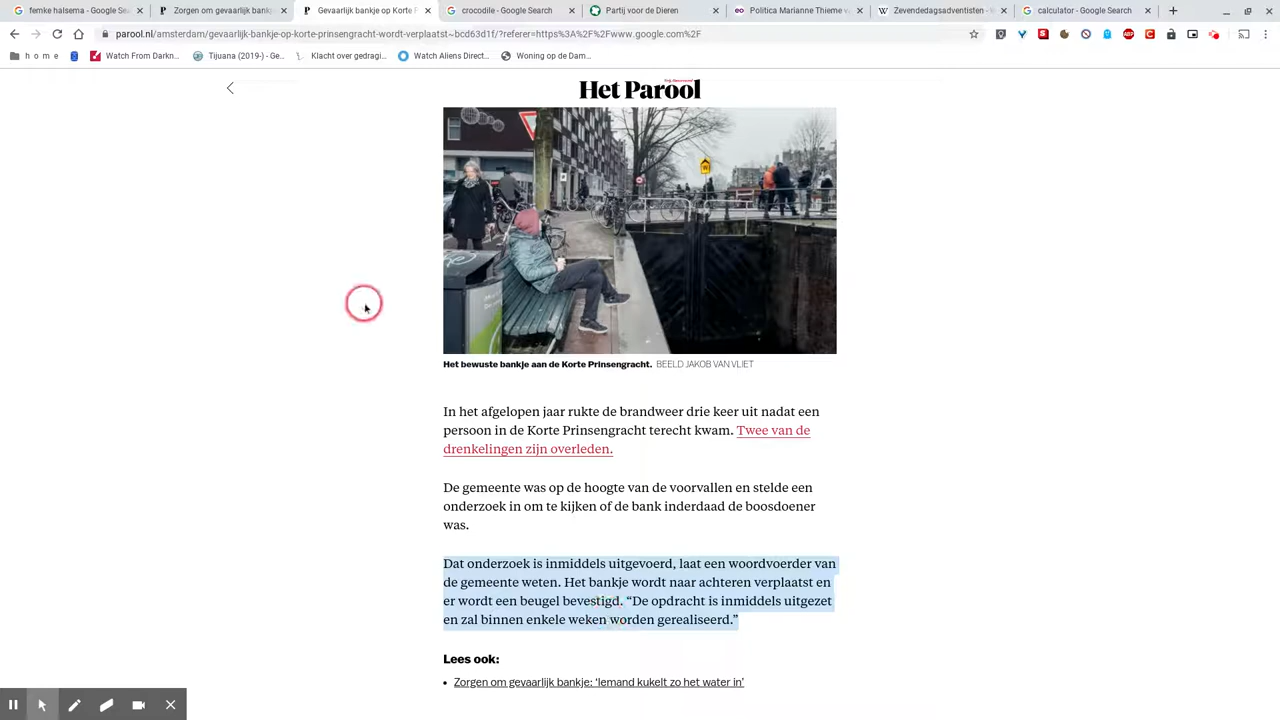 femke halsema - Google Se
Zorgen om gevaarlijk bankje
Gevaarlijk bankje op Korte P
crocodile - Google Search
Partij voor de Dieren
Politica Marianne Thieme v
Zevendedagsadventisten -
calculator - Google Search
parool.nl/amsterdam/gevaarlijk-bankje-op-korte-prinsengracht-wordt-verplaatst~bcd63d1f/?referer=https%3A%2F%2Fwww.google.com%2F
h o m e
Watch From Darkn...
Tijuana (2019-) - Ge...
Klacht over gedragi...
Watch Aliens Direct...
Woning op de Dam...
Het Parool
Het bewuste bankje aan de Korte Prinsengracht. BEELD JAKOB VAN VLIET
In het afgelopen jaar rukte de brandweer drie keer uit nadat een
persoon in de Korte Prinsengracht terecht kwam. Twee van de
drenkelingen zijn overleden.
De gemeente was op de hoogte van de voorvallen en stelde een
onderzoek in om te kijken of de bank inderdaad de boosdoener
was.
Dat onderzoek is inmiddels uitgevoerd, laat een woordvoerder van
de gemeente weten. Het bankje wordt naar achteren verplaatst en
er wordt een beugel bevestigd. “De opdracht is inmiddels uitgezet
en zal binnen enkele weken worden gerealiseerd.”
Lees ook:
• Zorgen om gevaarlijk bankje: ‘Iemand kukelt zo het water in’